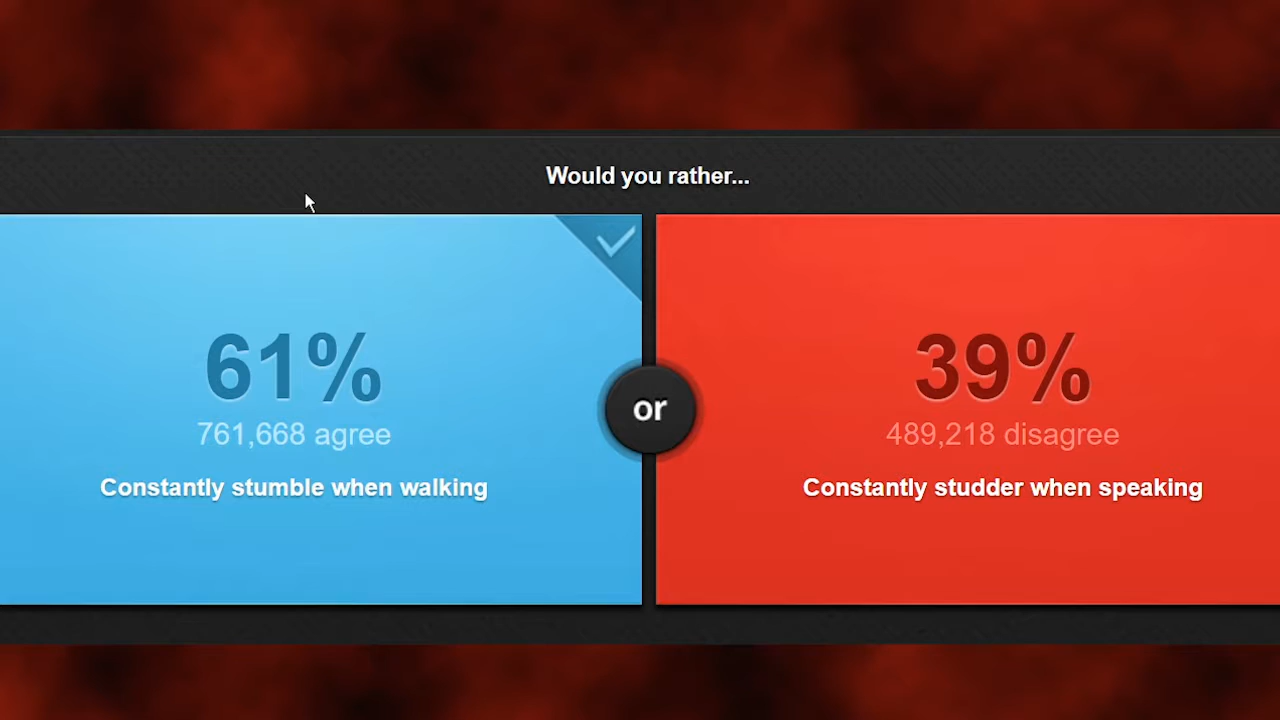 Would you rather...
61%
761,668 agree
Constantly stumble when walking
or
39%
489,218 disagree
Constantly studder when speaking